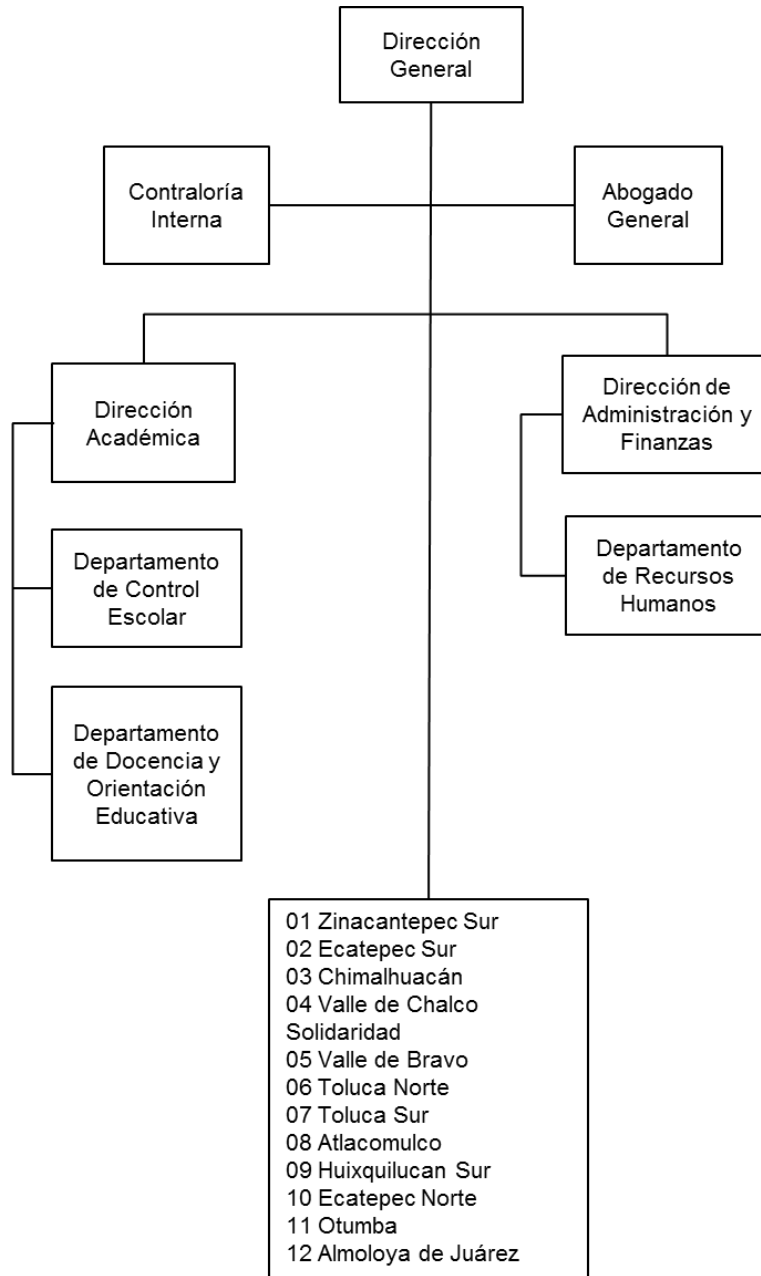 Dirección
General
Contraloría
Interna
Abogado
General
Dirección
Académica
Dirección de
Administración y
Finanzas
Departamento
de Control
Escolar
Departamento
de Recursos
Humanos
Departamento
de Docencia y
Orientación
Educativa
01 Zinacantepec Sur
02 Ecatepec Sur
03 Chimalhuacán
04 Valle de Chalco
Solidaridad
05 Valle de Bravo
06 Toluca Norte
07 Toluca Sur
08 Atlacomulco
09 Huixquilucan Sur
10 Ecatepec Norte
11 Otumba
12 Almoloya de Juárez